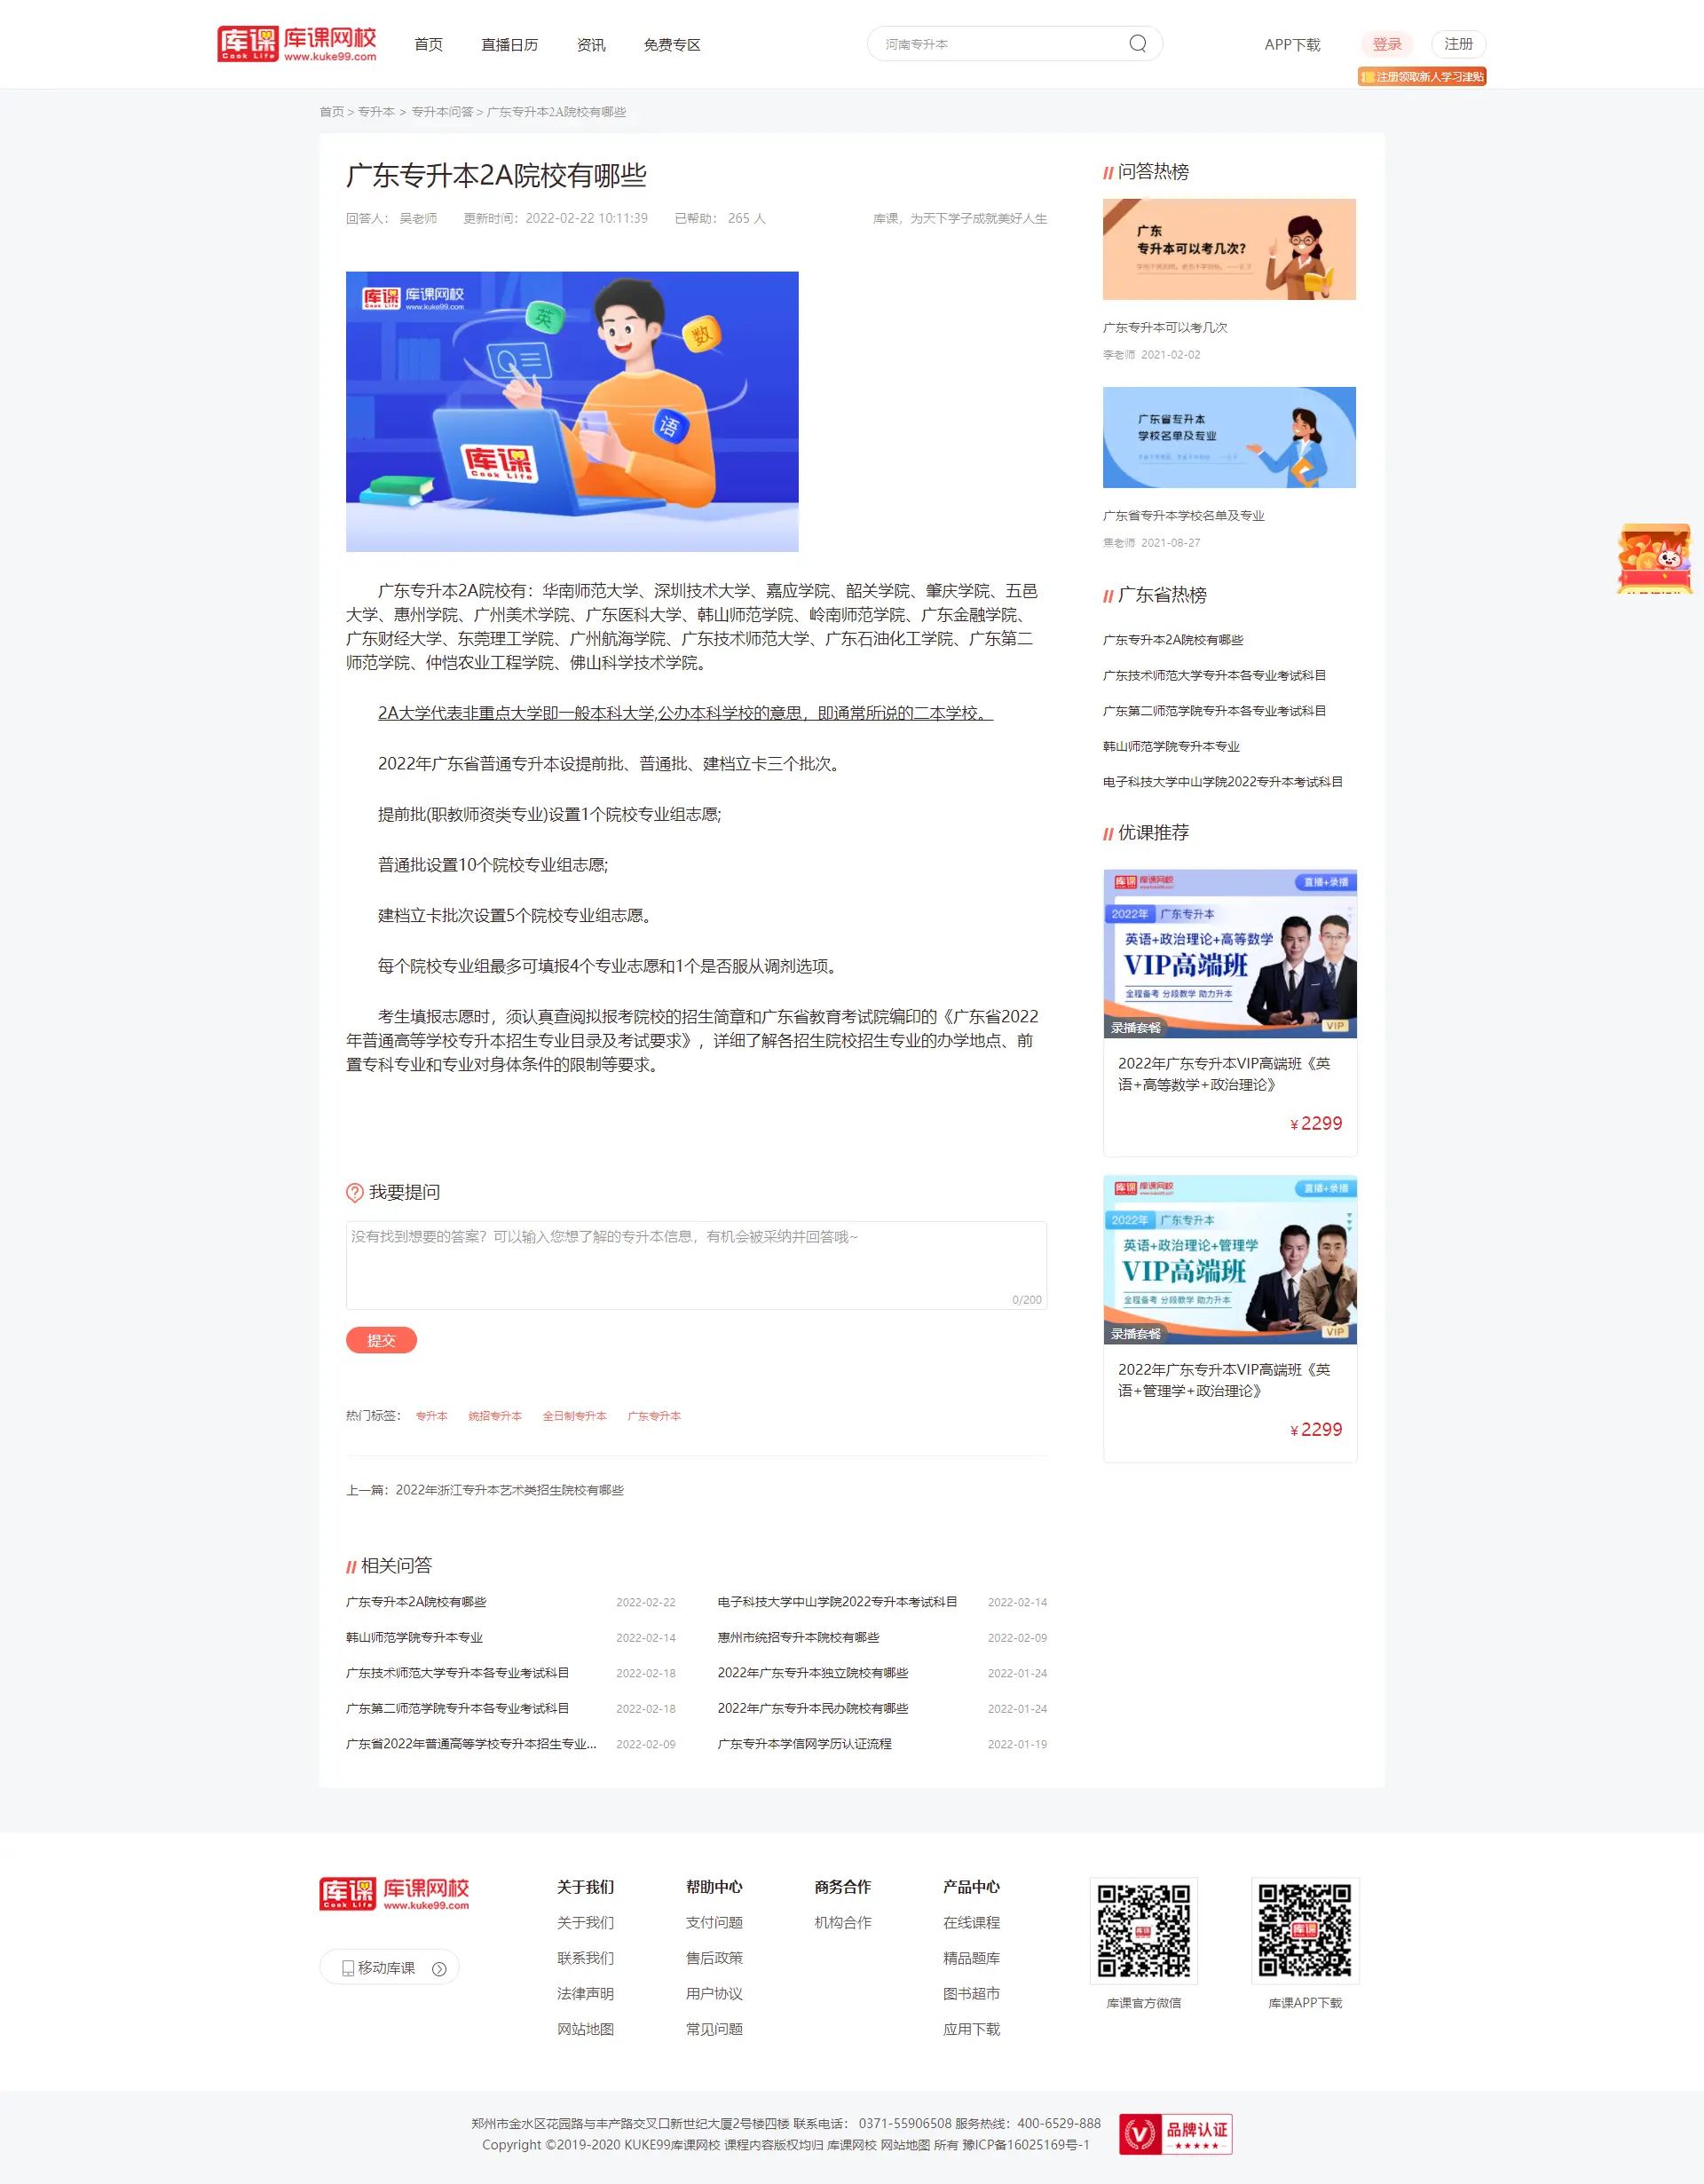 库课 Cook Life 库课网校 www.kuke99.com
首页 直播日历 资讯 免费专区
河南专升本
APP下载 登录 注册
注册领取新人学习津贴
首页 > 专升本 > 专升本问答 > 广东专升本2A院校有哪些
广东专升本2A院校有哪些
回答人： 吴老师 更新时间：2022-02-22 10:11:39 已帮助： 265 人 库课，为天下学子成就美好人生
库课 Cook Life 库课网校 www.kuke99.com
英
数
语
库课
Cook Life
广东专升本2A院校有：华南师范大学、深圳技术大学、嘉应学院、韶关学院、肇庆学院、五邑
大学、惠州学院、广州美术学院、广东医科大学、韩山师范学院、岭南师范学院、广东金融学院、
广东财经大学、东莞理工学院、广州航海学院、广东技术师范大学、广东石油化工学院、广东第二
师范学院、仲恺农业工程学院、佛山科学技术学院。
2A大学代表非重点大学即一般本科大学,公办本科学校的意思，即通常所说的二本学校。
2022年广东省普通专升本设提前批、普通批、建档立卡三个批次。
提前批(职教师资类专业)设置1个院校专业组志愿;
普通批设置10个院校专业组志愿;
建档立卡批次设置5个院校专业组志愿。
每个院校专业组最多可填报4个专业志愿和1个是否服从调剂选项。
考生填报志愿时，须认真查阅拟报考院校的招生简章和广东省教育考试院编印的《广东省2022
年普通高等学校专升本招生专业目录及考试要求》，详细了解各招生院校招生专业的办学地点、前
置专科专业和专业对身体条件的限制等要求。
我要提问
没有找到想要的答案？可以输入您想了解的专升本信息，有机会被采纳并回答哦~
0/200
提交
热门标签： 专升本 统招专升本 全日制专升本 广东专升本
上一篇：2022年浙江专升本艺术类招生院校有哪些
// 相关问答
广东专升本2A院校有哪些 2022-02-22
电子科技大学中山学院2022专升本考试科目 2022-02-14
韩山师范学院专升本专业 2022-02-14
惠州市统招专升本院校有哪些 2022-02-09
广东技术师范大学专升本各专业考试科目 2022-02-18
2022年广东专升本独立院校有哪些 2022-01-24
广东第二师范学院专升本各专业考试科目 2022-02-18
2022年广东专升本民办院校有哪些 2022-01-24
广东省2022年普通高等学校专升本招生专业... 2022-02-09
广东专升本学信网学历认证流程 2022-01-19
// 问答热榜
广东
专升本可以考几次?
广东专升本可以考几次
李老师 2021-02-02
广东省专升本
学校名单及专业
广东省专升本学校名单及专业
焦老师 2021-08-27
// 广东省热榜
广东专升本2A院校有哪些
广东技术师范大学专升本各专业考试科目
广东第二师范学院专升本各专业考试科目
韩山师范学院专升本专业
电子科技大学中山学院2022专升本考试科目
// 优课推荐
库课 库课网校 直播+录播
2022年 广东专升本
英语+政治理论+高等数学
VIP高端班
全程备考 分段教学 助力升本
录播套餐 VIP
2022年广东专升本VIP高端班《英
语+高等数学+政治理论》
¥2299
库课 库课网校 直播+录播
2022年 广东专升本
英语+政治理论+管理学
VIP高端班
全程备考 分段教学 助力升本
录播套餐 VIP
2022年广东专升本VIP高端班《英
语+管理学+政治理论》
¥2299
库课 Cook Life 库课网校 www.kuke99.com
移动库课
关于我们 帮助中心 商务合作 产品中心
关于我们 支付问题 机构合作 在线课程
联系我们 售后政策 精品题库
法律声明 用户协议 图书超市
网站地图 常见问题 应用下载
库课
库课官方微信 库课APP下载
郑州市金水区花园路与丰产路交叉口新世纪大厦2号楼四楼 联系电话： 0371-55906508 服务热线：400-6529-888
Copyright ©2019-2020 KUKE99库课网校 课程内容版权均归 库课网校 网站地图 所有 豫ICP备16025169号-1
品牌认证